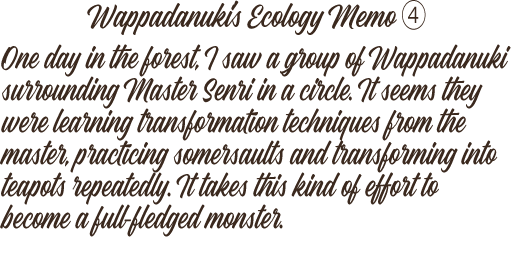 Wappadanuki's Ecology Memo ④
One day in the forest, I saw a group of Wappadanuki
surrounding Master Senri in a circle. It seems they
were learning transformation techniques from the
master, practicing somersaults and transforming into
teapots repeatedly. It takes this kind of effort to
become a full-fledged monster.